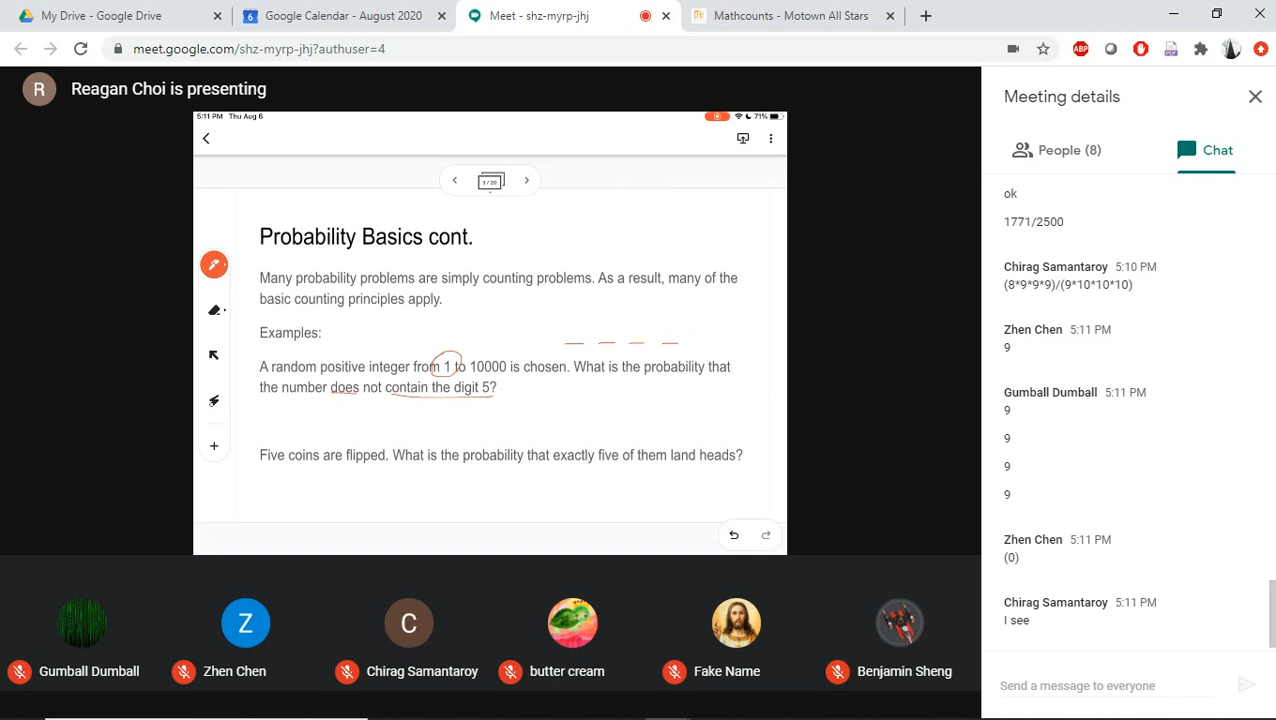 My Drive - Google Drive
Google Calendar - August 2020
Meet - shz-myrp-jhj
Mathcounts - Motown All Stars
meet.google.com/shz-myrp-jhj?authuser=4
ABP
R
Reagan Choi is presenting
5:11 PM Thu Aug 6
71%
Probability Basics cont.
Many probability problems are simply counting problems. As a result, many of the
basic counting principles apply.
Examples:
A random positive integer from 1 to 10000 is chosen. What is the probability that
the number does not contain the digit 5?
Five coins are flipped. What is the probability that exactly five of them land heads?
Z
C
Gumball Dumball
Zhen Chen
Chirag Samantaroy
butter cream
Fake Name
Benjamin Sheng
Meeting details
People (8)
Chat
ok
1771/2500
Chirag Samantaroy 5:10 PM
(8*9*9*9)/(9*10*10*10)
Zhen Chen 5:11 PM
9
Gumball Dumball 5:11 PM
9
9
9
9
Zhen Chen 5:11 PM
(0)
Chirag Samantaroy 5:11 PM
I see
Send a message to everyone